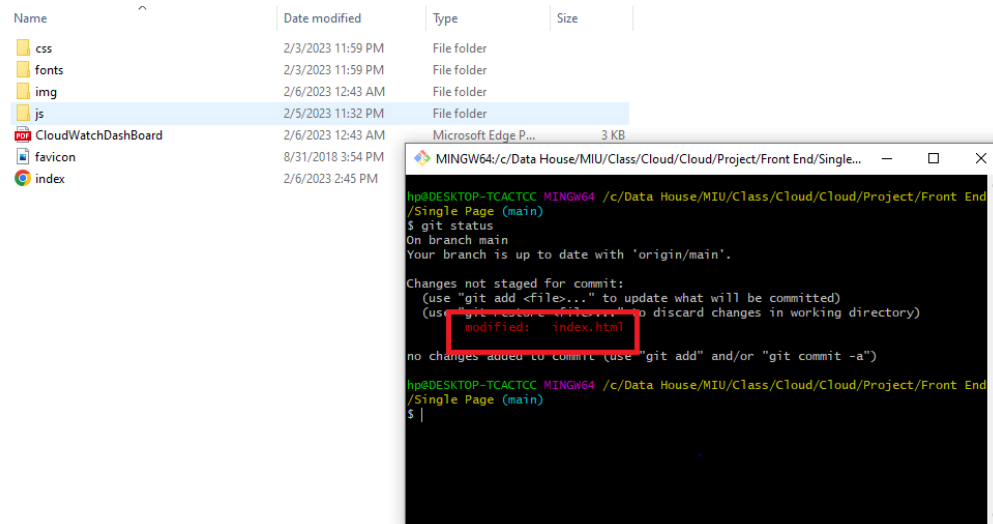 Name Date modified Type Size
css 2/3/2023 11:59 PM File folder
fonts 2/3/2023 11:59 PM File folder
img 2/6/2023 12:43 AM File folder
js 2/5/2023 11:32 PM File folder
CloudWatchDashBoard 2/6/2023 12:43 AM Microsoft Edge P... 3 KB
favicon 8/31/2018 3:54 PM
index 2/6/2023 2:45 PM
PDF
MINGW64:/c/Data House/MIU/Class/Cloud/Cloud/Project/Front End/Single...
hp@DESKTOP-TCACTCC MINGW64 /c/Data House/MIU/Class/Cloud/Cloud/Project/Front End
/Single Page (main)
$ git status
On branch main
Your branch is up to date with 'origin/main'.
Changes not staged for commit:
(use "git add <file>..." to update what will be committed)
(use "git restore <file>..." to discard changes in working directory)
modified: index.html
no changes added to commit (use "git add" and/or "git commit -a")
hp@DESKTOP-TCACTCC MINGW64 /c/Data House/MIU/Class/Cloud/Cloud/Project/Front End
/Single Page (main)
$